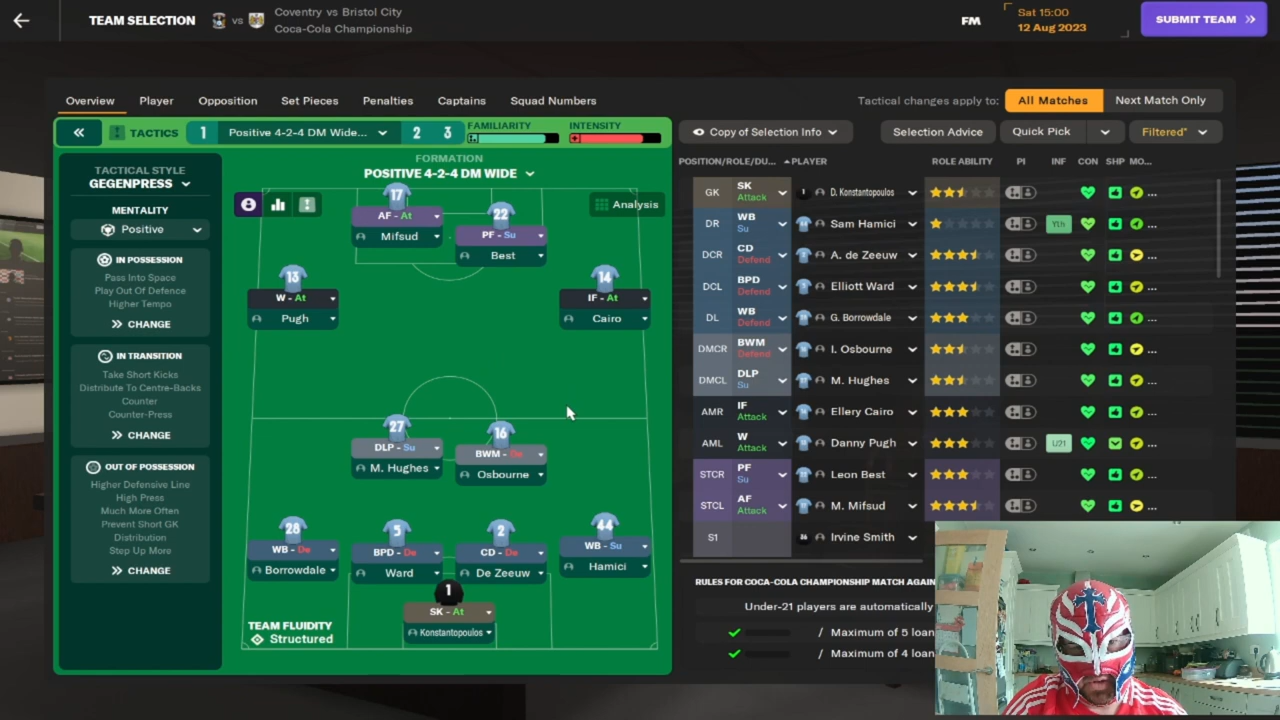 TEAM SELECTION
vs
Coventry vs Bristol City
Coca-Cola Championship
FM
Sat 15:00
12 Aug 2023
SUBMIT TEAM
Overview
Player
Opposition
Set Pieces
Penalties
Captains
Squad Numbers
Tactical changes apply to:
All Matches
Next Match Only
TACTICS
1
Positive 4-2-4 DM Wide...
2
3
FAMILIARITY
INTENSITY
Copy of Selection Info
Selection Advice
Quick Pick
Filtered*
TACTICAL STYLE
GEGENPRESS
MENTALITY
Positive
IN POSSESSION
Pass Into Space
Play Out Of Defence
Higher Tempo
CHANGE
IN TRANSITION
Take Short Kicks
Distribute To Centre-Backs
Counter
Counter-Press
CHANGE
OUT OF POSSESSION
Higher Defensive Line
High Press
Much More Often
Prevent Short GK
Distribution
Step Up More
CHANGE
FORMATION
POSITIVE 4-2-4 DM WIDE
Analysis
17
AF - At
Mifsud
22
PF - Su
Best
13
W - At
Pugh
14
IF - At
Cairo
27
DLP - Su
M. Hughes
16
BWM - De
Osbourne
28
WB - De
Borrowdale
5
BPD - De
Ward
2
CD - De
De Zeeuw
44
WB - Su
Hamici
1
SK - At
Konstantopoulos
TEAM FLUIDITY
Structured
POSITION/ROLE/DU... PLAYER ROLE ABILITY PI INF CON SHP MO...
GK SK Attack D. Konstantopoulos
DR WB Su Sam Hamici Yth
DCR CD Defend A. de Zeeuw
DCL BPD Defend Elliott Ward
DL WB Defend G. Borrowdale
DMCR BWM Defend I. Osbourne
DMCL DLP Su M. Hughes
AMR IF Attack Ellery Cairo
AML W Attack Danny Pugh U21
STCR PF Su Leon Best
STCL AF Attack M. Mifsud
S1 Irvine Smith
RULES FOR COCA-COLA CHAMPIONSHIP MATCH AGAIN
Under-21 players are automatically
/ Maximum of 5 loan
/ Maximum of 4 loan